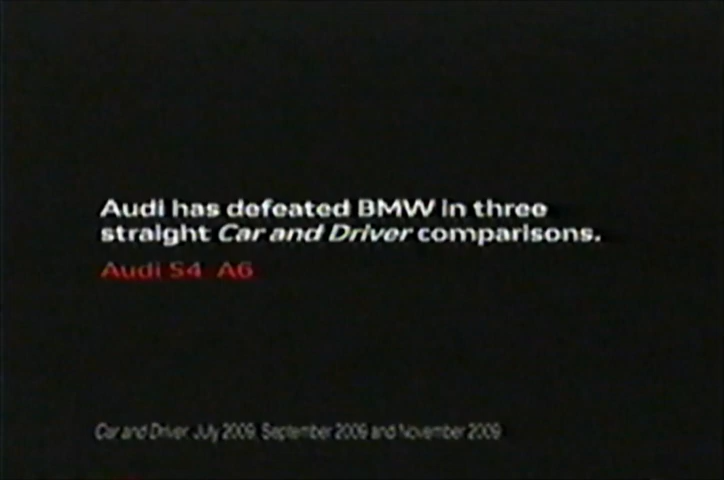 Audi has defeated BMW in three
straight Car and Driver comparisons.
Audi S4 A6
Car and Driver July 2009, September 2009 and November 2009